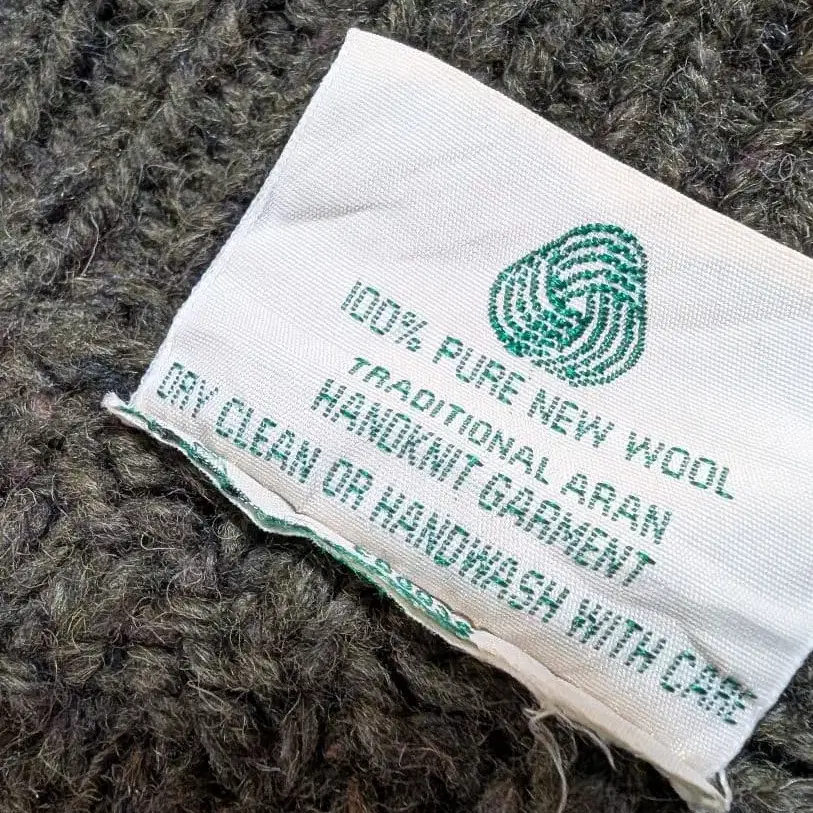 100% PURE NEW WOOL
TRADITIONAL ARAN
HANDKNIT GARMENT
DRY CLEAN OR HANDWASH WITH CARE